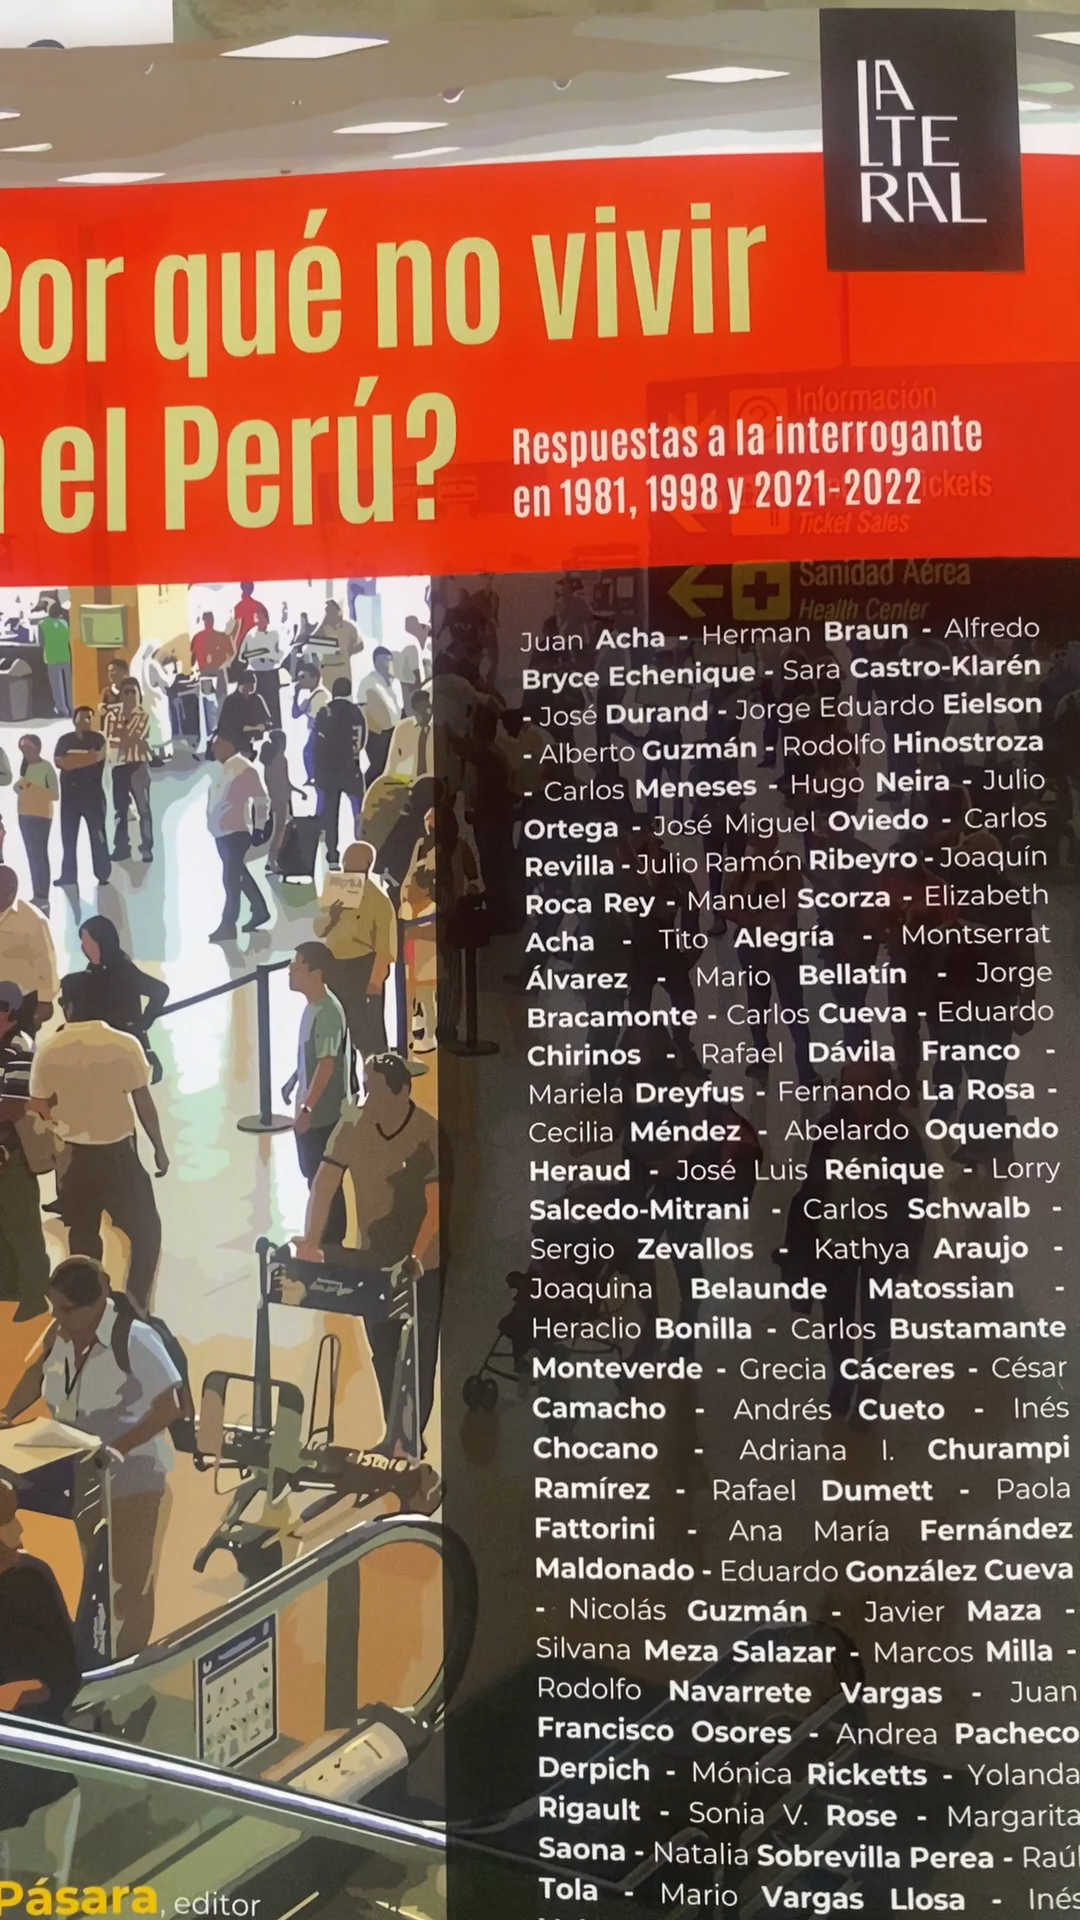 LA
TE
RAL
Por qué no vivir
el Perú?
Respuestas a la interrogante
en 1981, 1998 y 2021-2022
Información
Tickets
Ticket Sales
Sanidad Aérea
Health Center
Juan Acha - Herman Braun - Alfredo
Bryce Echenique - Sara Castro-Klarén
- José Durand - Jorge Eduardo Eielson
- Alberto Guzmán - Rodolfo Hinostroza
- Carlos Meneses - Hugo Neira - Julio
Ortega - José Miguel Oviedo - Carlos
Revilla - Julio Ramón Ribeyro - Joaquín
Roca Rey - Manuel Scorza - Elizabeth
Acha - Tito Alegría - Montserrat
Álvarez - Mario Bellatín - Jorge
Bracamonte - Carlos Cueva - Eduardo
Chirinos - Rafael Dávila Franco -
Mariela Dreyfus - Fernando La Rosa -
Cecilia Méndez - Abelardo Oquendo
Heraud - José Luis Rénique - Lorry
Salcedo-Mitrani - Carlos Schwalb -
Sergio Zevallos - Kathya Araujo -
Joaquina Belaunde Matossian -
Heraclio Bonilla - Carlos Bustamante
Monteverde - Grecia Cáceres - César
Camacho - Andrés Cueto - Inés
Chocano - Adriana I. Churampi
Ramírez - Rafael Dumett - Paola
Fattorini - Ana María Fernández
Maldonado - Eduardo González Cueva
- Nicolás Guzmán - Javier Maza -
Silvana Meza Salazar - Marcos Milla -
Rodolfo Navarrete Vargas - Juan
Francisco Osores - Andrea Pacheco
Derpich - Mónica Ricketts - Yolanda
Rigault - Sonia V. Rose - Margarita
Saona - Natalia Sobrevilla Perea - Raúl
Tola - Mario Vargas Llosa - Inés
Pásara, editor